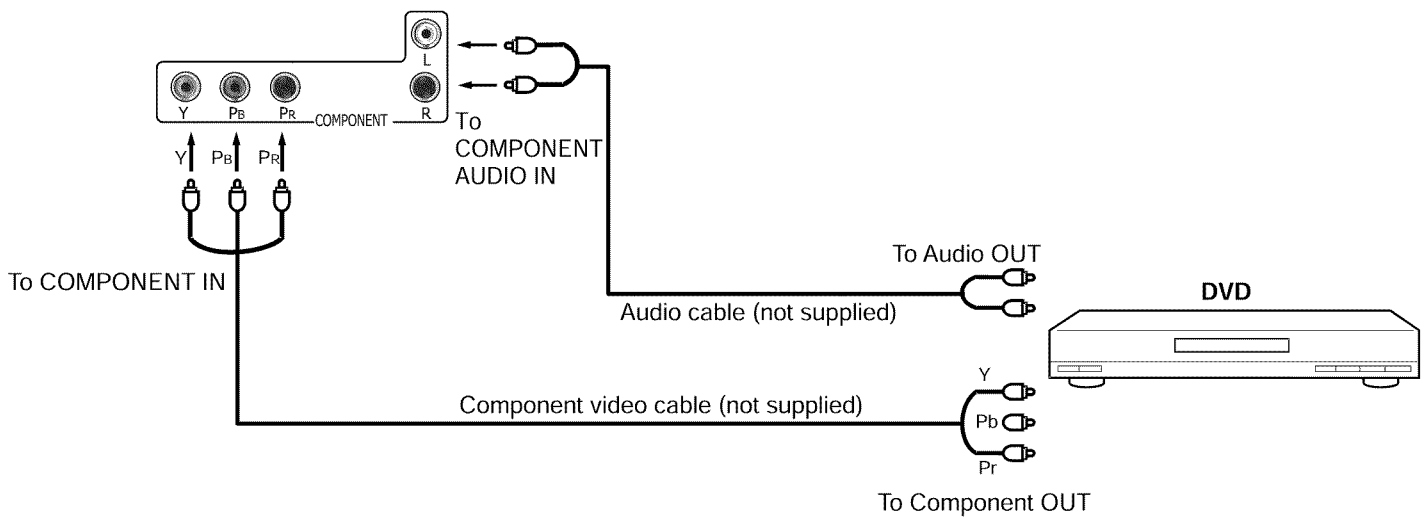 L
Y PB PR COMPONENT R
To
COMPONENT
AUDIO IN
Y PB PR
To COMPONENT IN
To Audio OUT
DVD
Audio cable (not supplied)
Y
Component video cable (not supplied)
Pb
Pr
To Component OUT